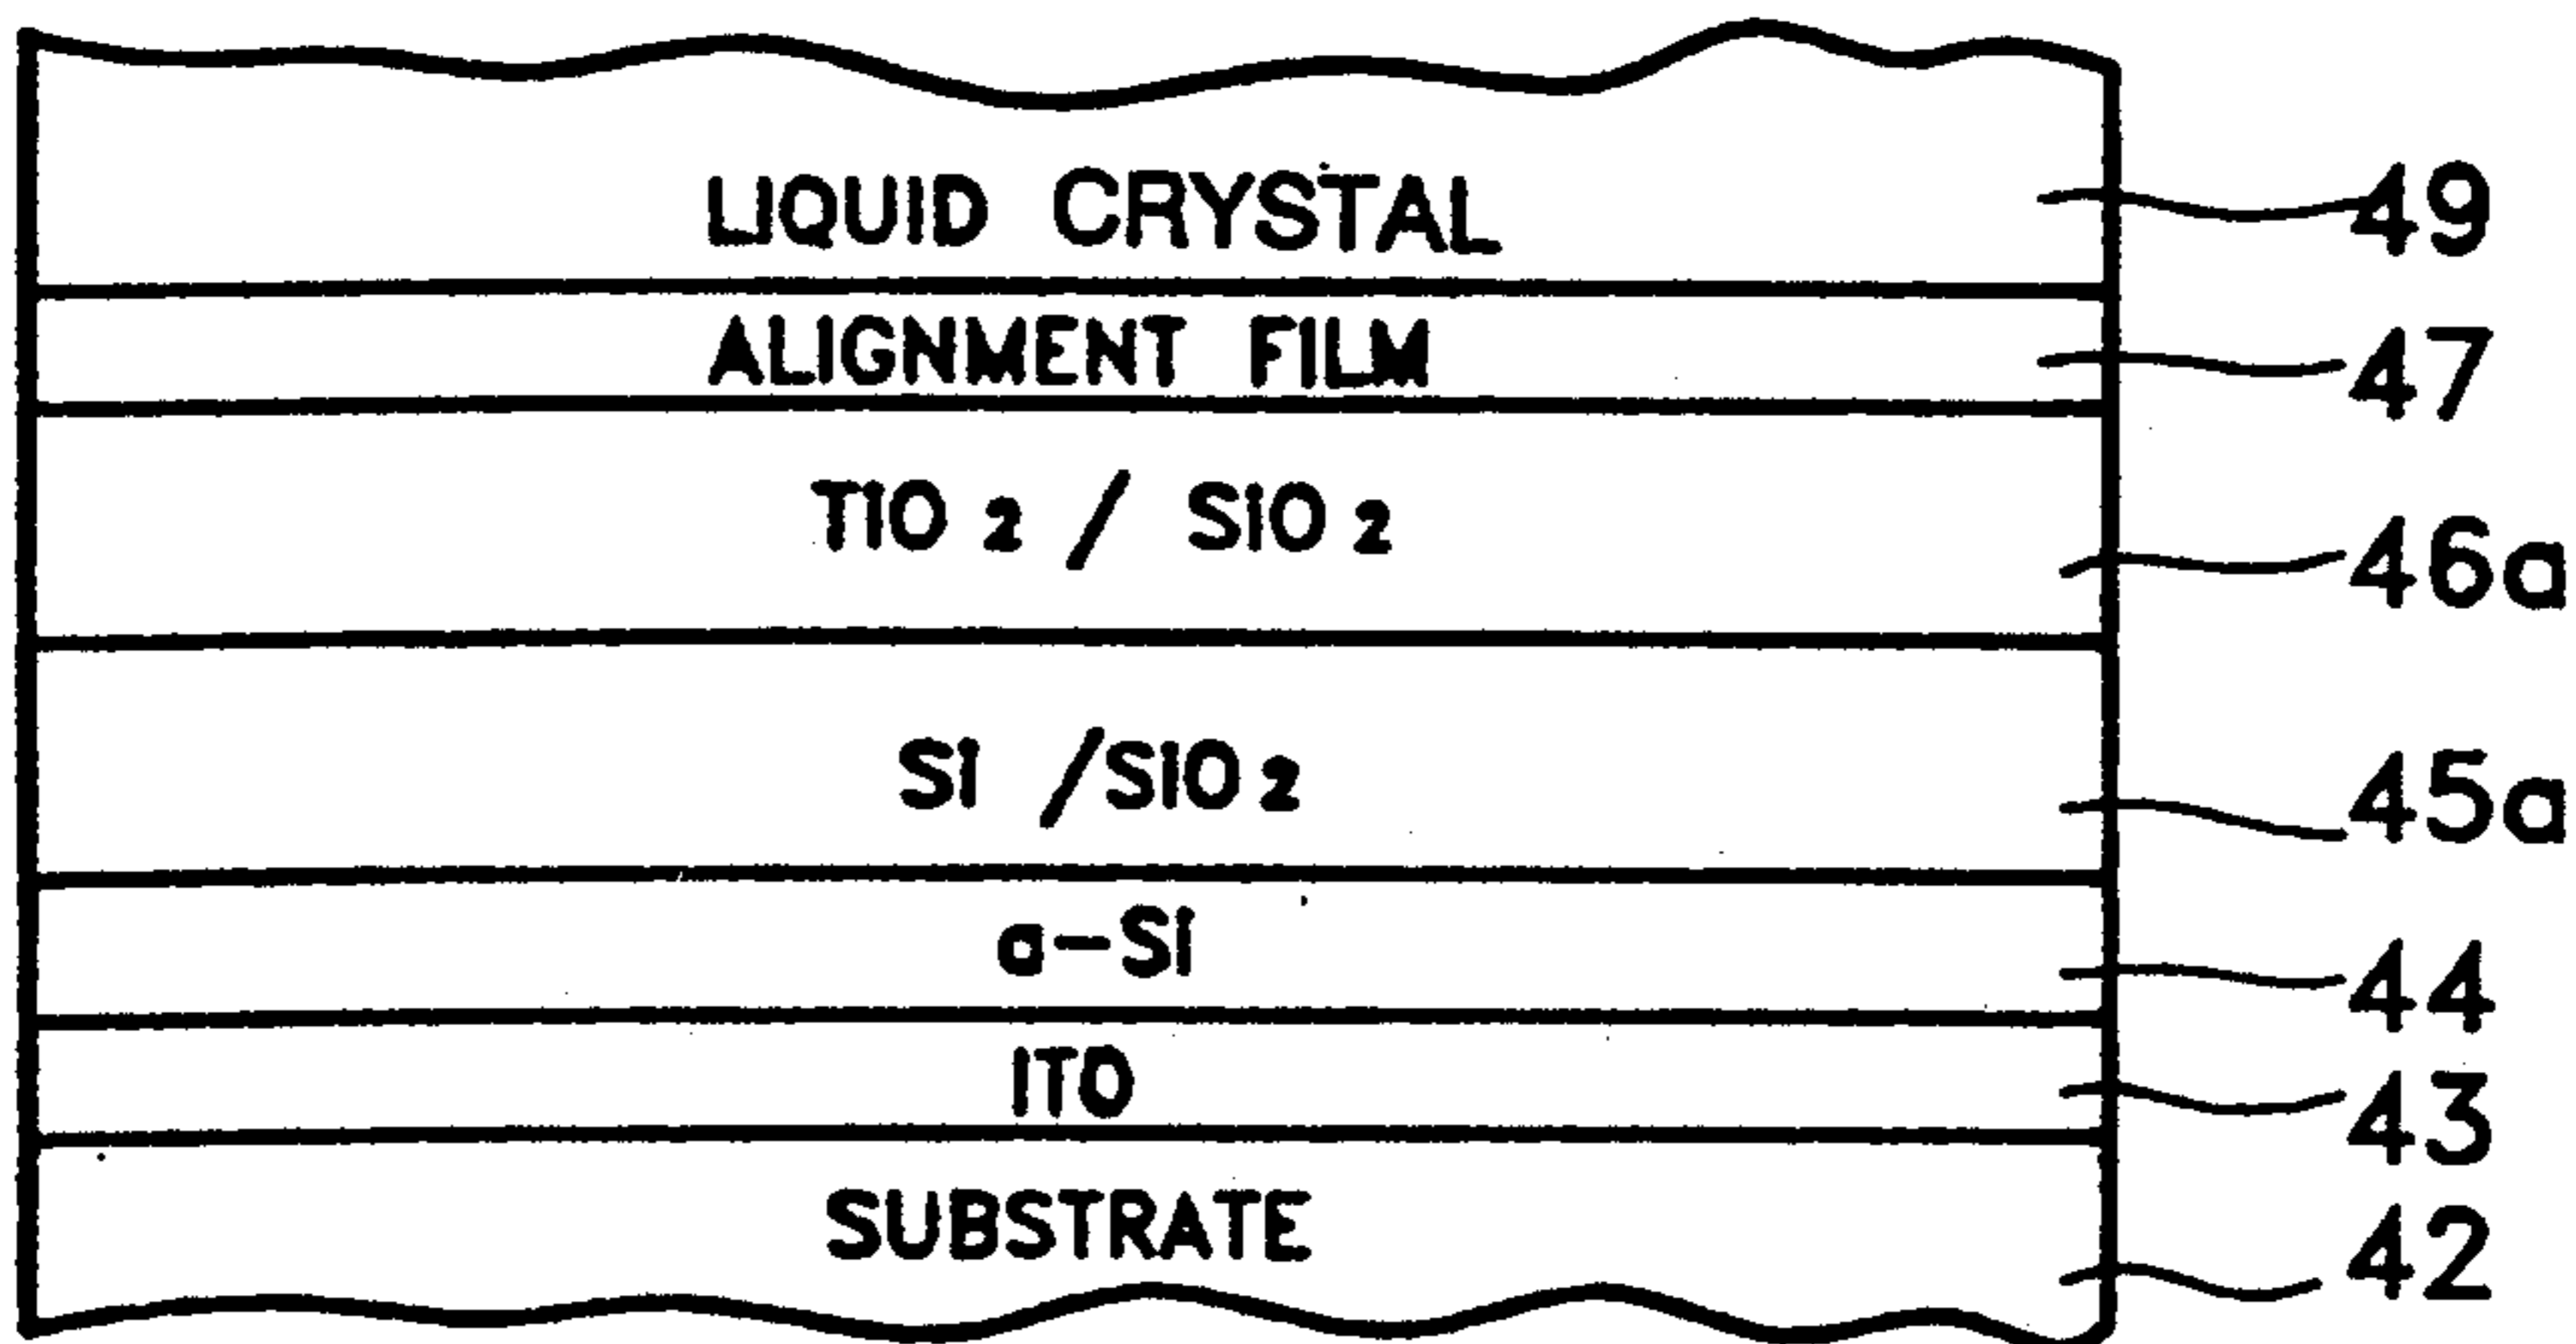 LIQUID CRYSTAL 49
ALIGNMENT FILM 47
TiO 2 / SiO 2 46a
Si /SiO 2 45a
a-Si 44
ITO 43
SUBSTRATE 42